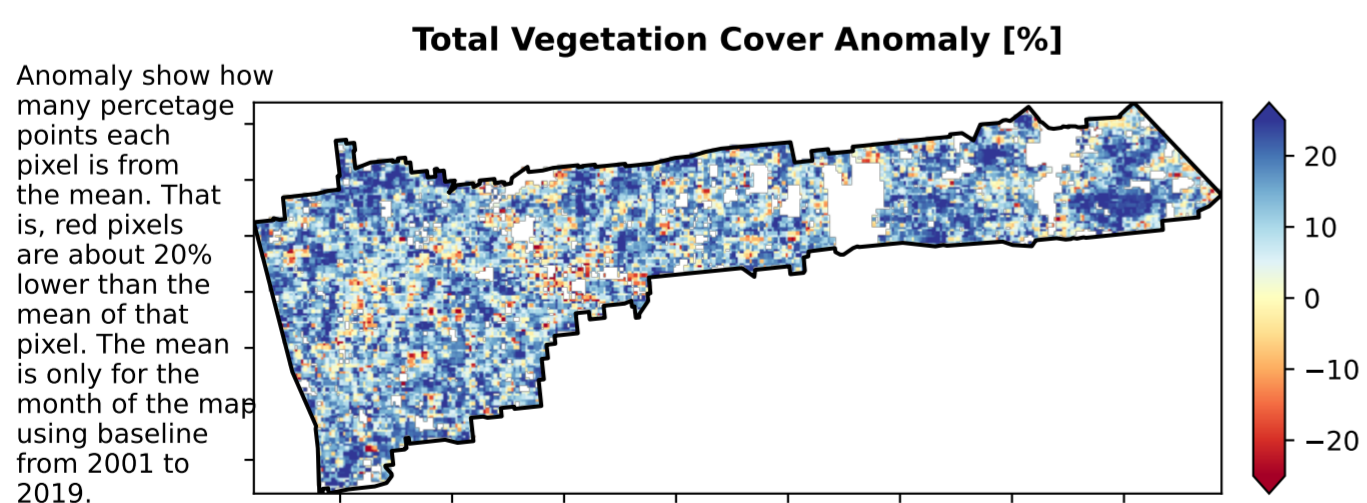 Total Vegetation Cover Anomaly [%]
Anomaly show how
many percetage
points each
pixel is from
the mean. That
is, red pixels
are about 20%
lower than the
mean of that
pixel. The mean
is only for the
month of the map
using baseline
from 2001 to
2019.
20
10
0
−10
−20